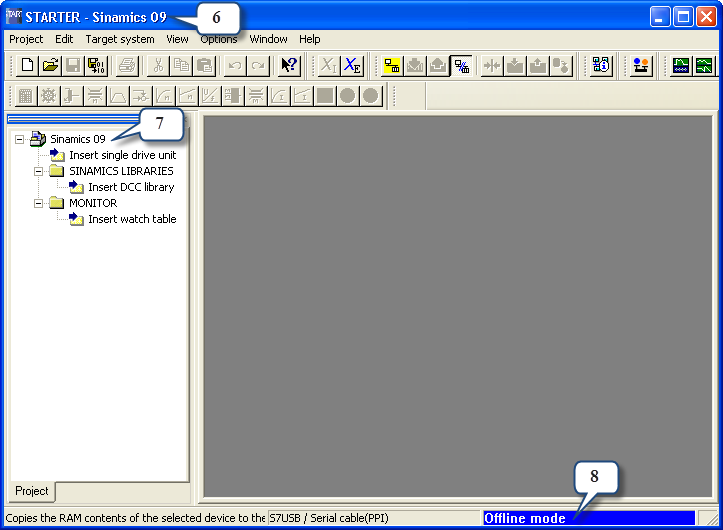 STARTER - Sinamics 09
6
Project Edit Target system View Options Window Help
7
Sinamics 09
Insert single drive unit
SINAMICS LIBRARIES
Insert DCC library
MONITOR
Insert watch table
Project
8
Copies the RAM contents of the selected device to the S7USB / Serial cable(PPI) Offline mode